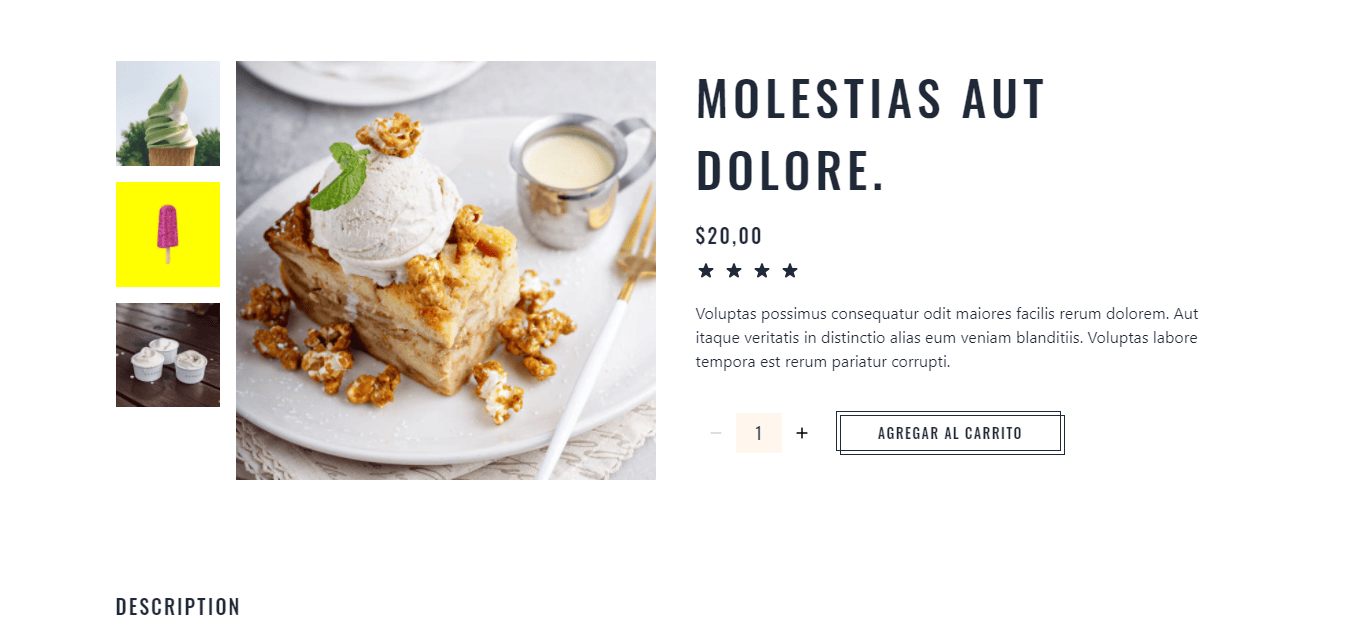 MOLESTIAS AUT
DOLORE.
$20,00
Voluptas possimus consequatur odit maiores facilis rerum dolorem. Aut
itaque veritatis in distinctio alias eum veniam blanditiis. Voluptas labore
tempora est rerum pariatur corrupti.
1
AGREGAR AL CARRITO
DESCRIPTION